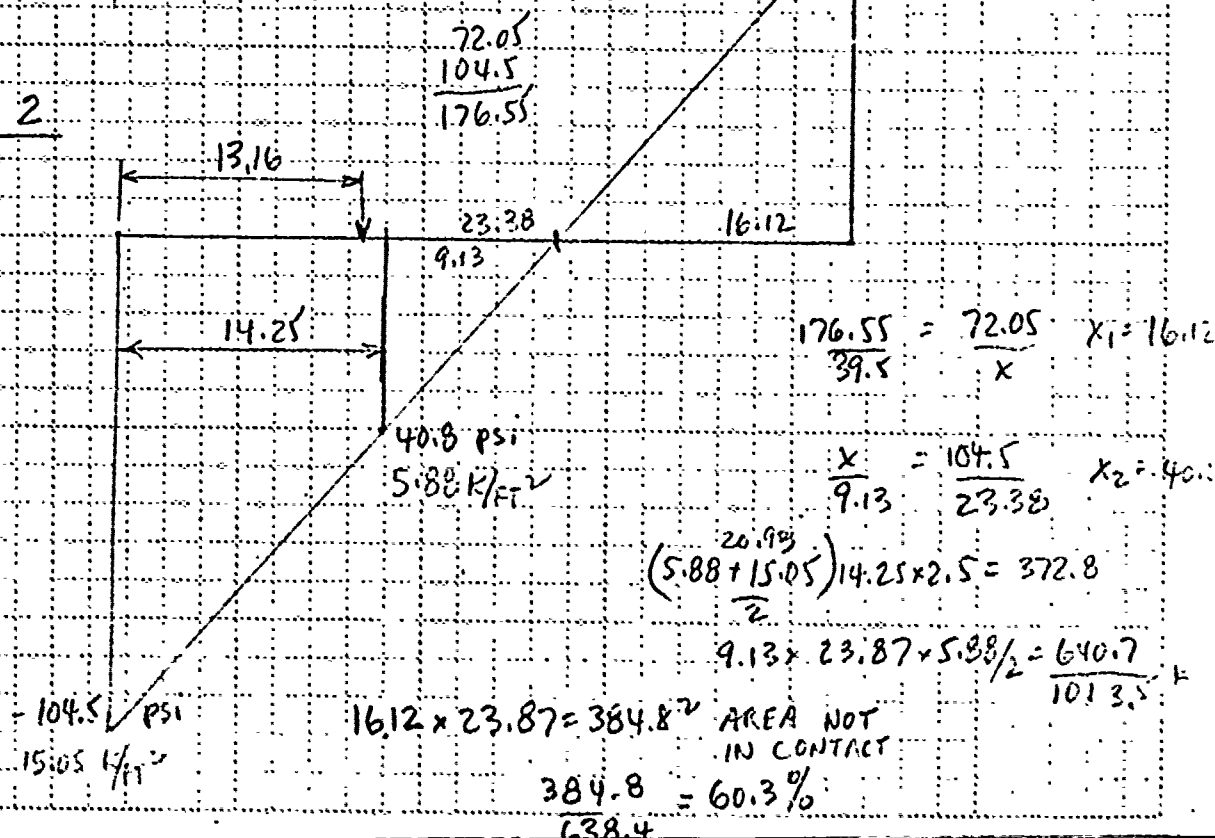 72.05
104.5
176.55
2
13.16
23.38
16.12
9.13
14.25
176.55 / 39.5 = 72.05 / x x₁ = 16.12
40.8 psi
5.88 K/FT²
x / 9.13 = 104.5 / 23.38 x₂ = 40.
20.93
(5.88 + 15.05 / 2) 14.25 x 2.5 = 372.8
9.13 x 23.87 x 5.88/2 = 640.7
1013.5 K
-104.5 psi
15.05 K/FT²
16.12 x 23.87 = 384.8² AREA NOT
IN CONTACT
384.8 / 638.4 = 60.3%